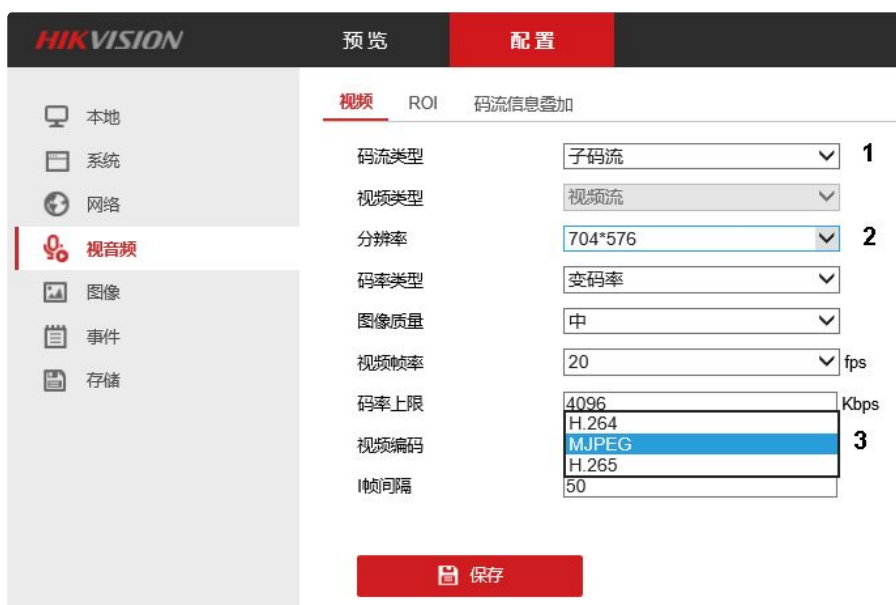 HIKVISION 预览 配置
本地
系统
网络
视音频
图像
事件
存储
视频 ROI 码流信息叠加
码流类型 子码流 1
视频类型 视频流
分辨率 704*576 2
码率类型 变码率
图像质量 中
视频帧率 20 fps
码率上限 4096 Kbps
H.264
视频编码 MJPEG 3
H.265
I帧间隔 50
保存